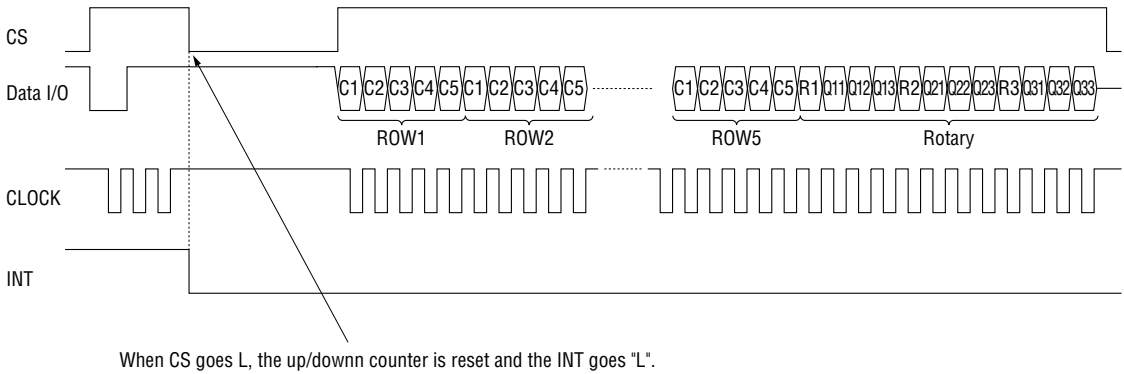 CS
Data I/O
C1 C2 C3 C4 C5 C1 C2 C3 C4 C5 C1 C2 C3 C4 C5 R1 Q11 Q12 Q13 R2 Q21 Q22 Q23 R3 Q31 Q32 Q33
ROW1 ROW2 ROW5 Rotary
CLOCK
INT
When CS goes L, the up/downn counter is reset and the INT goes "L".